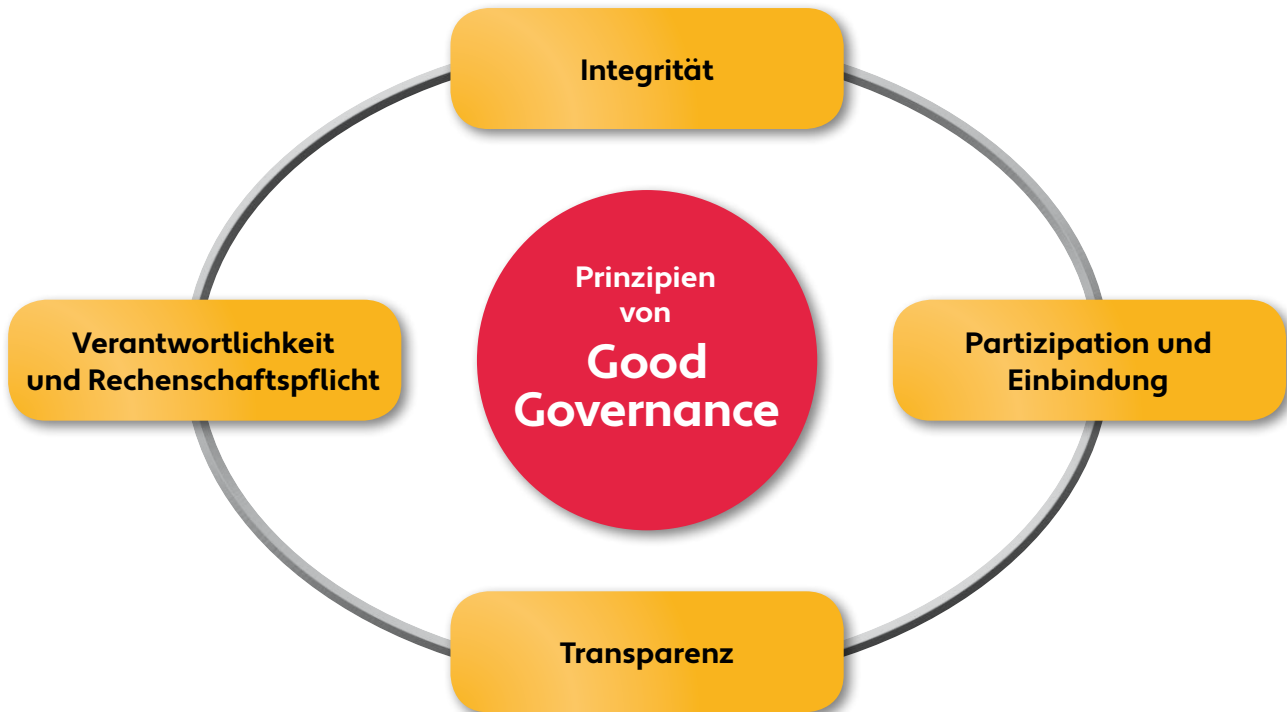 Integrität
Prinzipien
von
Good
Governance
Verantwortlichkeit
und Rechenschaftspflicht
Partizipation und
Einbindung
Transparenz